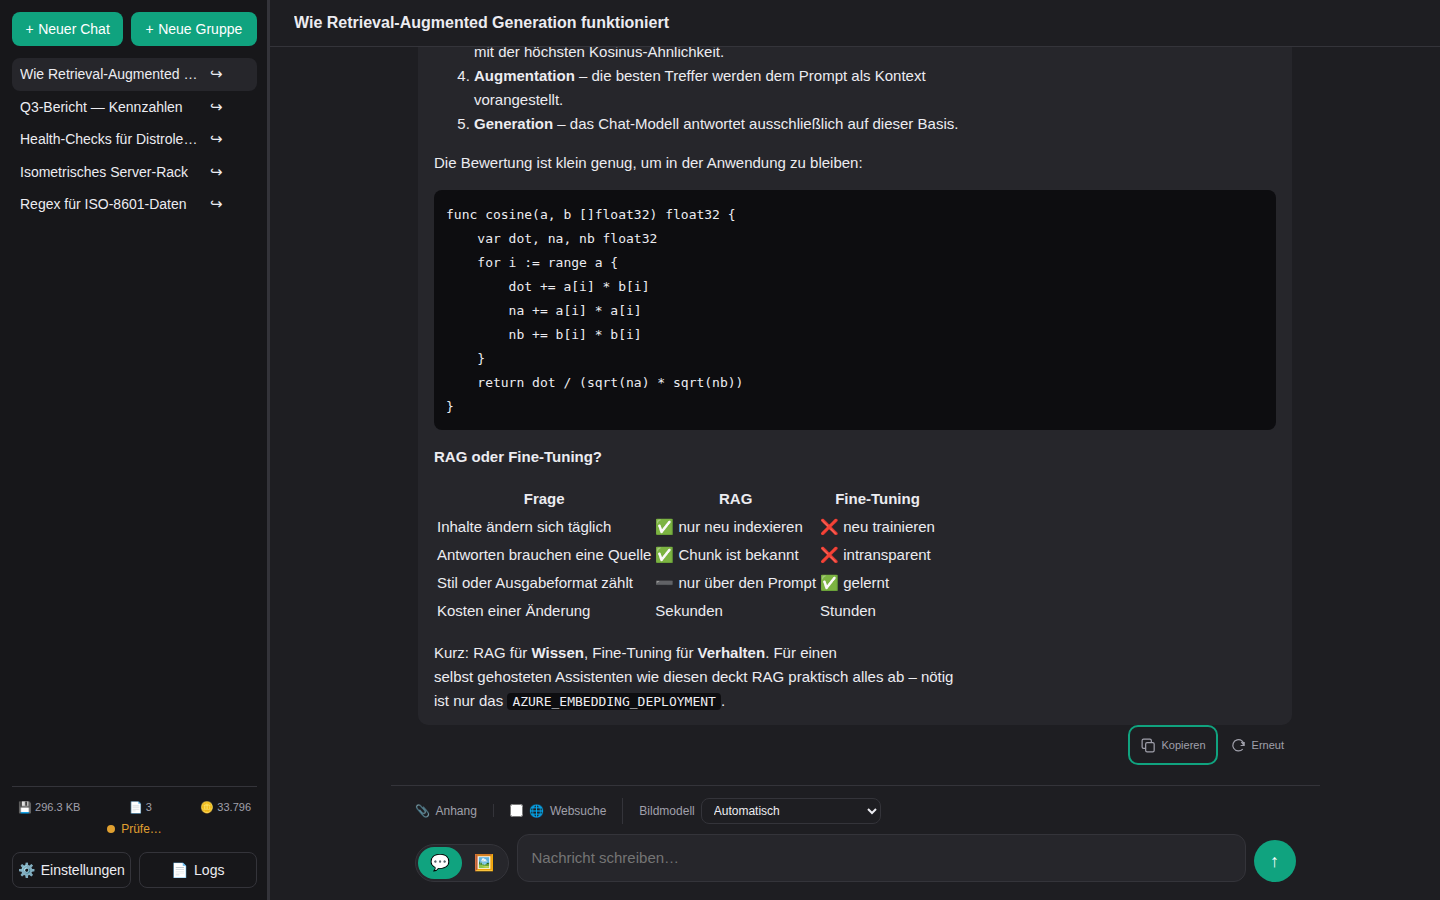 + Neuer Chat
+ Neue Gruppe
Wie Retrieval-Augmented …
Q3-Bericht — Kennzahlen
Health-Checks für Distrole…
Isometrisches Server-Rack
Regex für ISO-8601-Daten
296.3 KB
3
33.796
Prüfe…
Einstellungen
Logs
Wie Retrieval-Augmented Generation funktioniert
mit der höchsten Kosinus-Ähnlichkeit.
4. Augmentation – die besten Treffer werden dem Prompt als Kontext
vorangestellt.
5. Generation – das Chat-Modell antwortet ausschließlich auf dieser Basis.
Die Bewertung ist klein genug, um in der Anwendung zu bleiben:
func cosine(a, b []float32) float32 {
    var dot, na, nb float32
    for i := range a {
        dot += a[i] * b[i]
        na += a[i] * a[i]
        nb += b[i] * b[i]
    }
    return dot / (sqrt(na) * sqrt(nb))
}
RAG oder Fine-Tuning?
Frage RAG Fine-Tuning
Inhalte ändern sich täglich ✅ nur neu indexieren ❌ neu trainieren
Antworten brauchen eine Quelle ✅ Chunk ist bekannt ❌ intransparent
Stil oder Ausgabeformat zählt ➖ nur über den Prompt ✅ gelernt
Kosten einer Änderung Sekunden Stunden
Kurz: RAG für Wissen, Fine-Tuning für Verhalten. Für einen
selbst gehosteten Assistenten wie diesen deckt RAG praktisch alles ab – nötig
ist nur das AZURE_EMBEDDING_DEPLOYMENT.
Kopieren
Erneut
Anhang
Websuche
Bildmodell
Automatisch
Nachricht schreiben…
↑